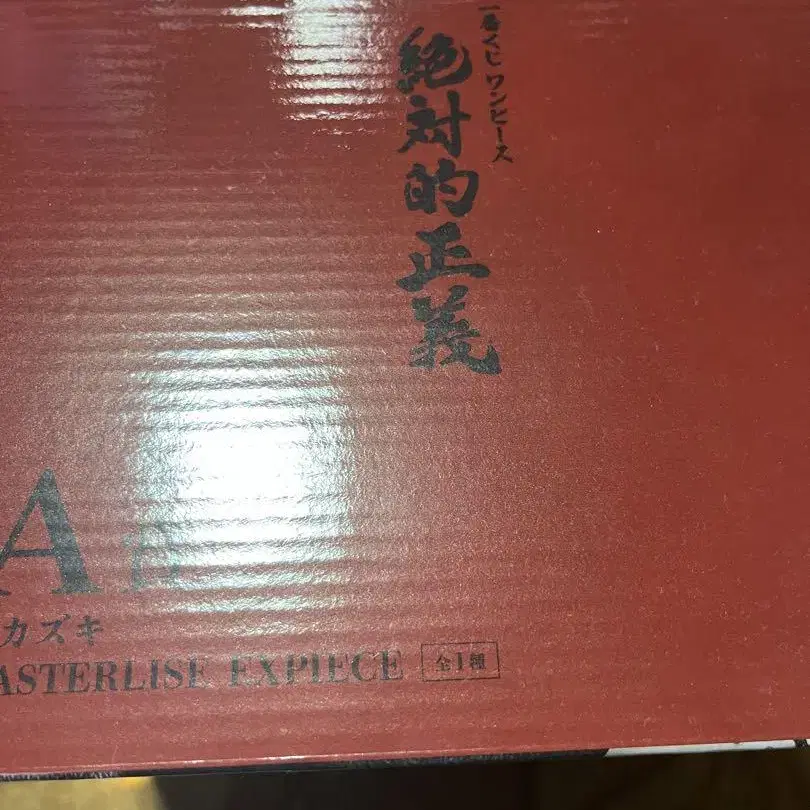 一番くじ ワンピース
絶対的正義
A賞
カズキ
ASTERLISE EXPIECE 全1種